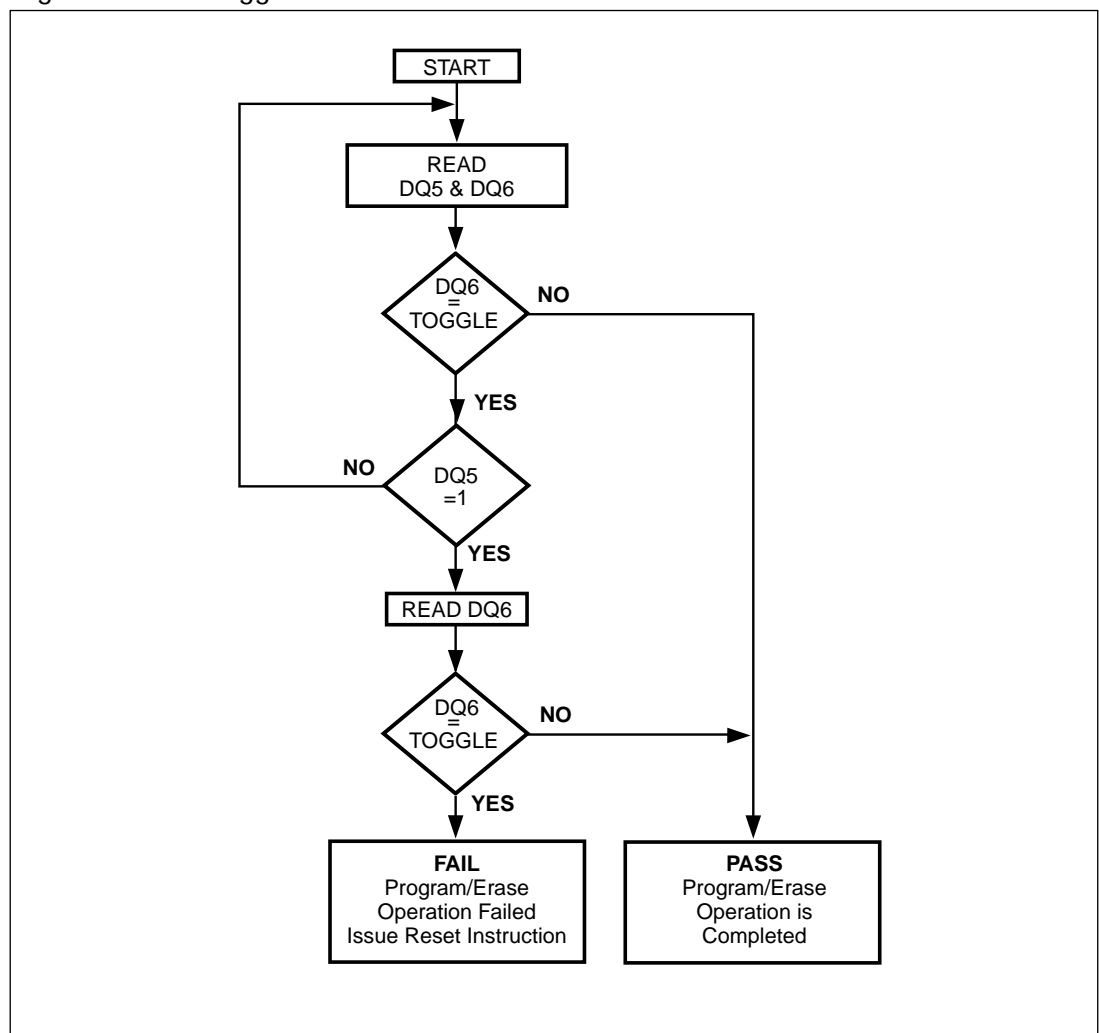 START
READ
DQ5 & DQ6
DQ6
=
TOGGLE
NO
YES
NO
DQ5
=1
YES
READ DQ6
DQ6
=
TOGGLE
NO
YES
FAIL
Program/Erase
Operation Failed
Issue Reset Instruction
PASS
Program/Erase
Operation is
Completed